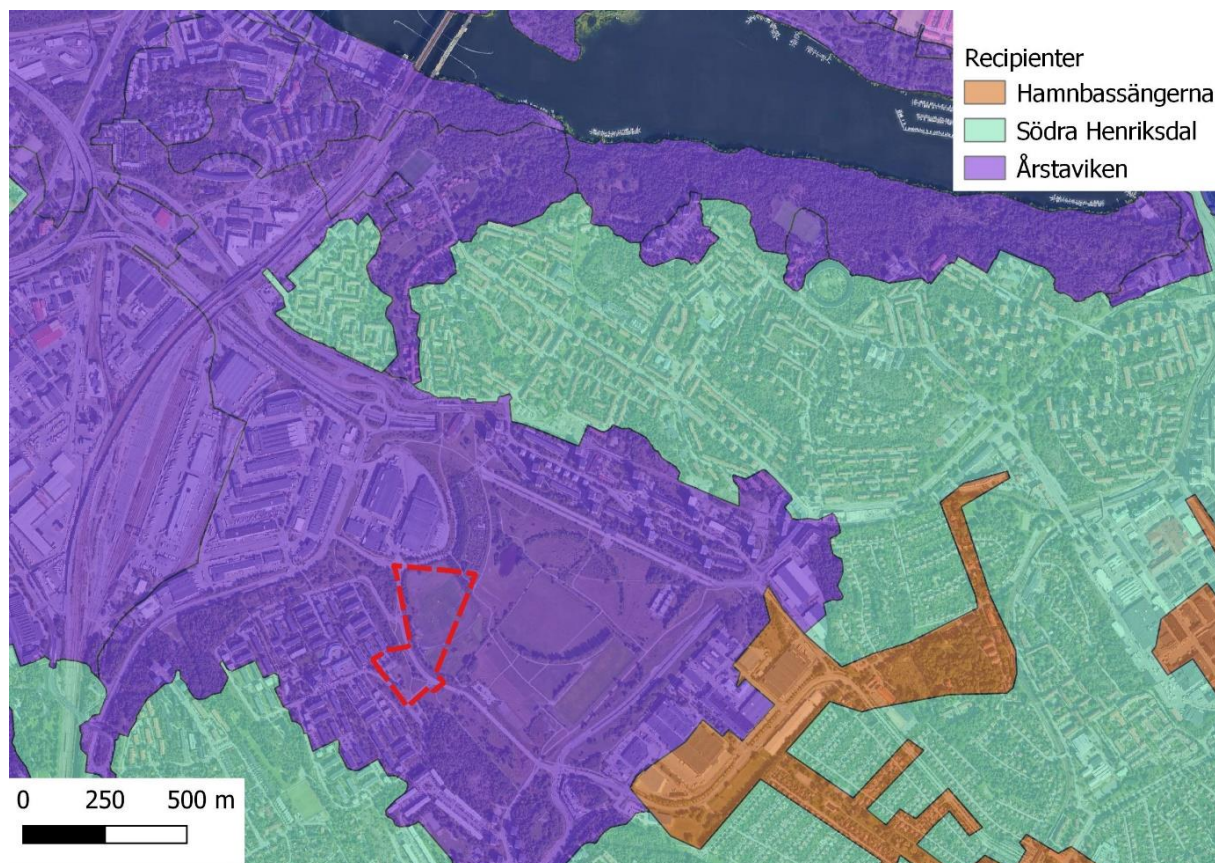 Recipienter
Hamnbassängerna
Södra Henriksdal
Årstaviken
0 250 500 m